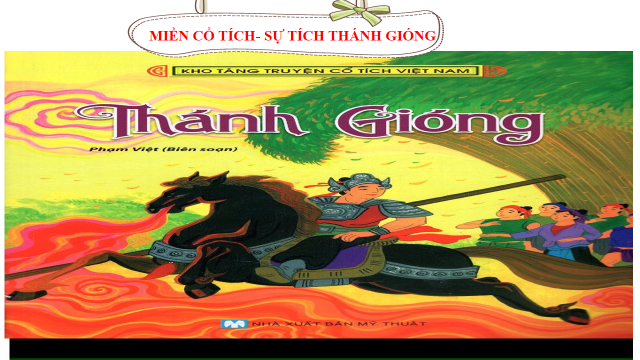 MIỀN CỔ TÍCH- SỰ TÍCH THÁNH GIÓNG
KHO TÀNG TRUYỆN CỔ TÍCH VIỆT NAM
Thánh Gióng
Phạm Việt (Biên soạn)
NHÀ XUẤT BẢN MỸ THUẬT